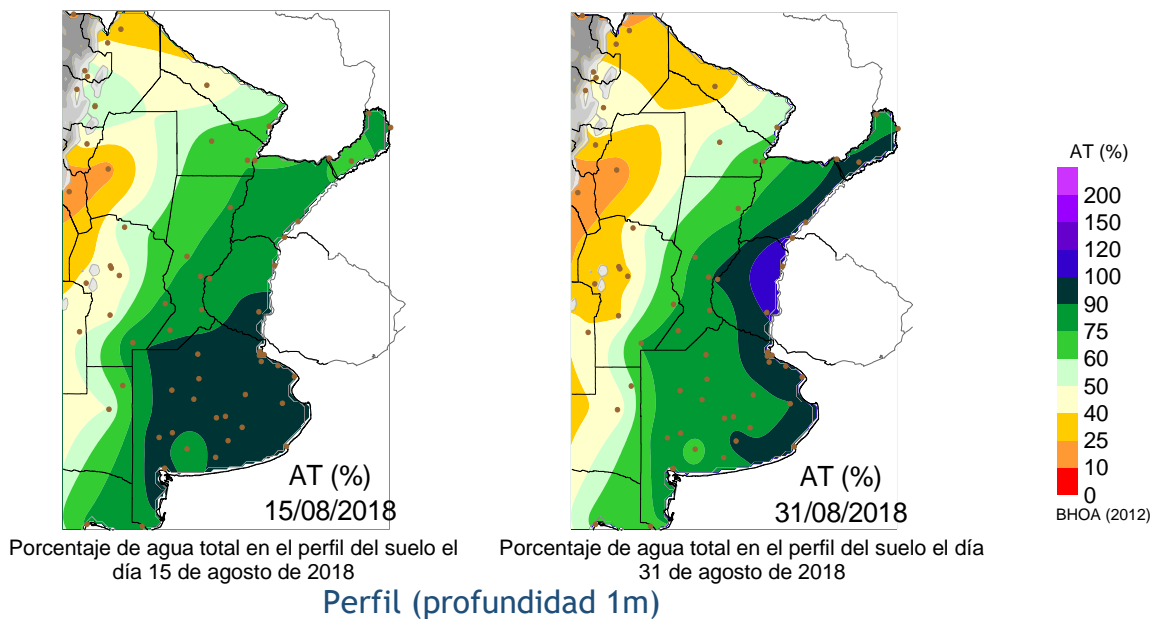 AT (%)
15/08/2018
Porcentaje de agua total en el perfil del suelo el
día 15 de agosto de 2018
AT (%)
31/08/2018
Porcentaje de agua total en el perfil del suelo el día
31 de agosto de 2018
AT (%)
200
150
120
100
90
75
60
50
40
25
10
0
BHOA (2012)
Perfil (profundidad 1m)